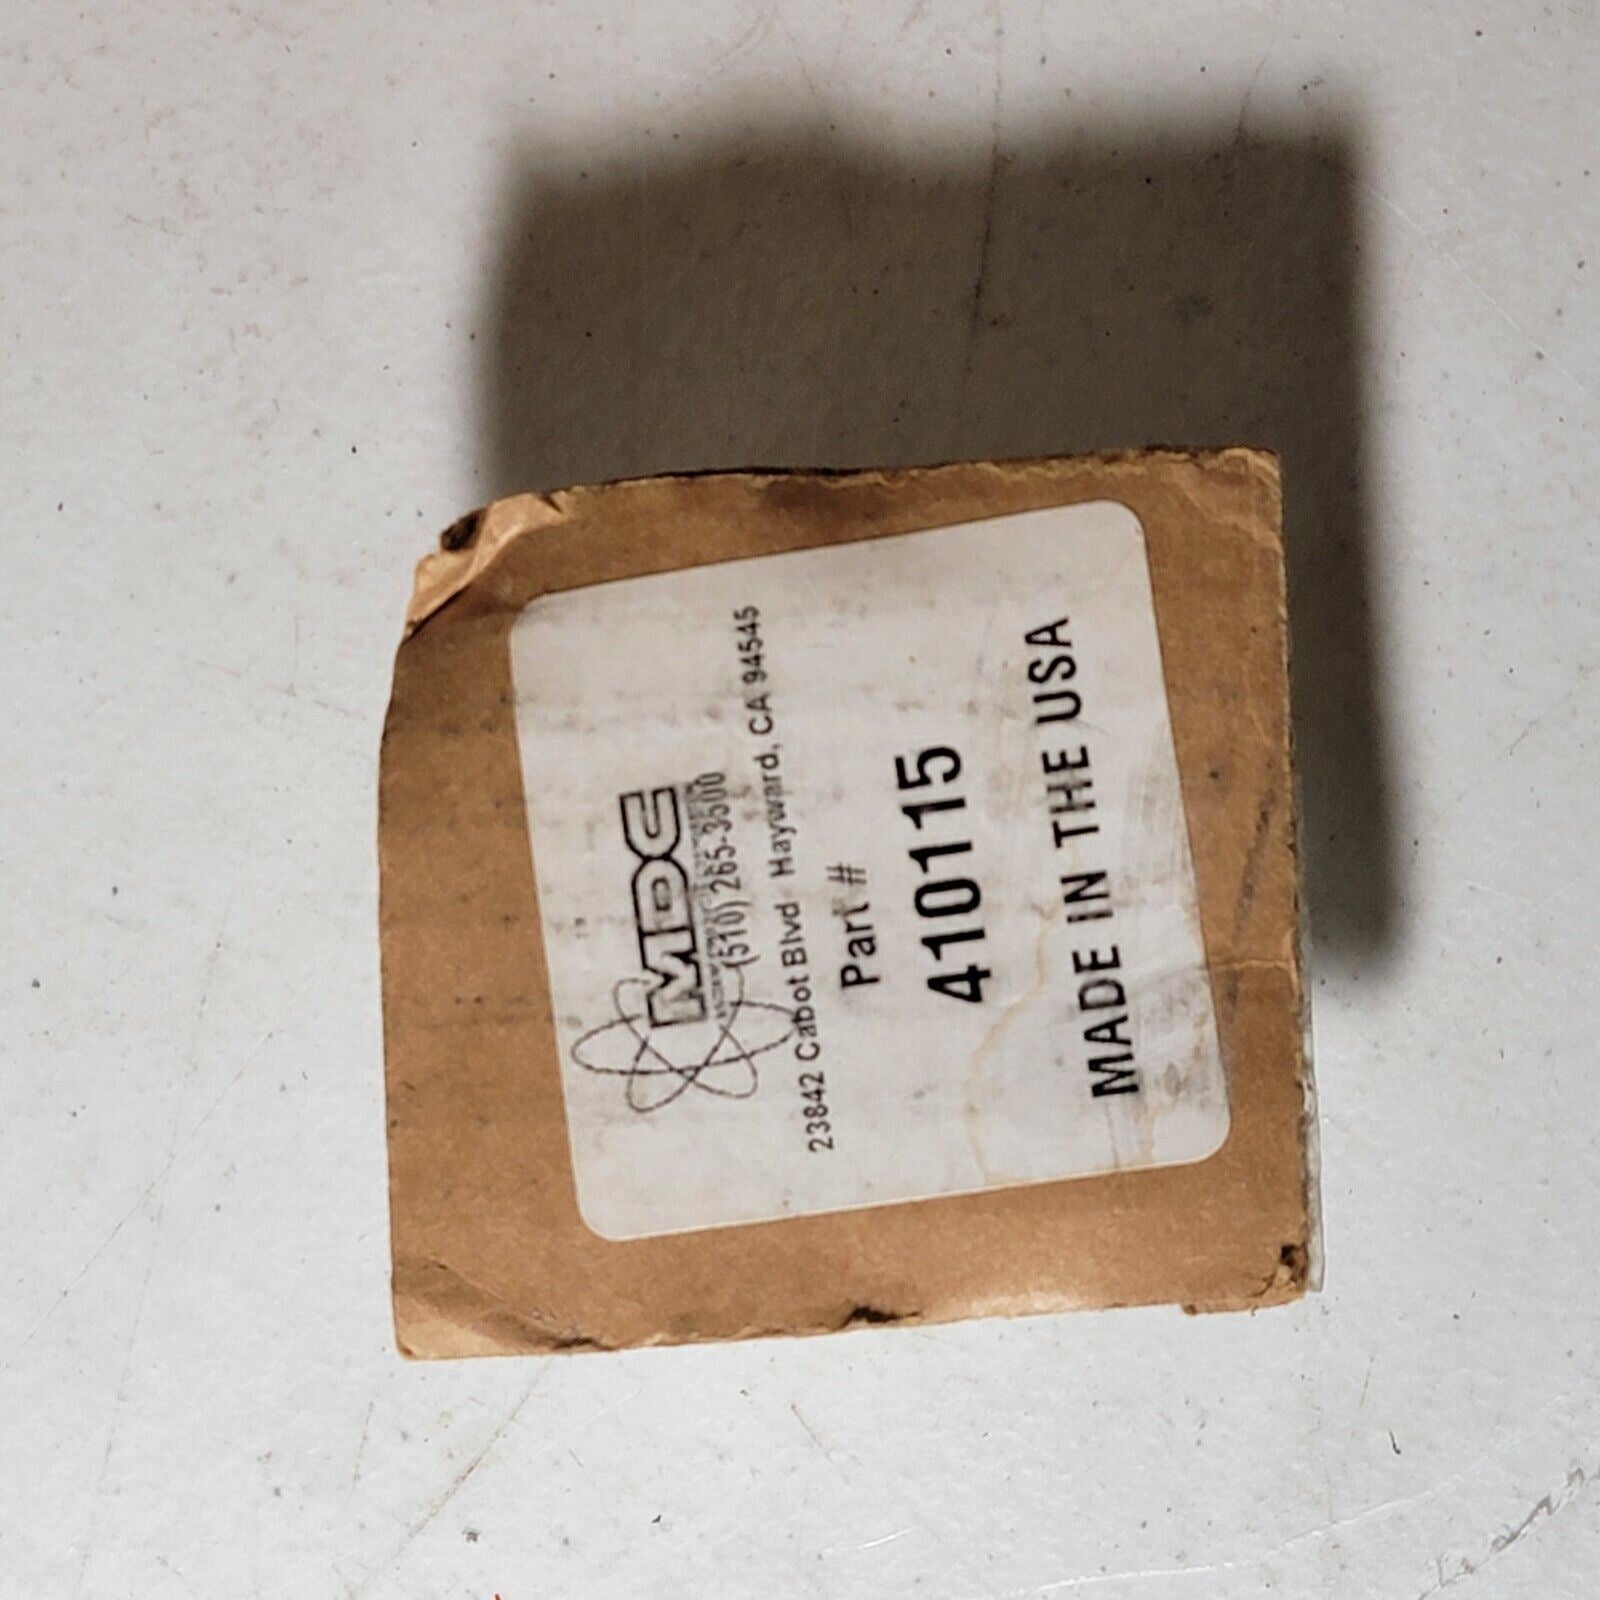 MDC
(510) 265-3500
23842 Cabot Blvd Hayward, CA 94545
Part #
410115
MADE IN THE USA